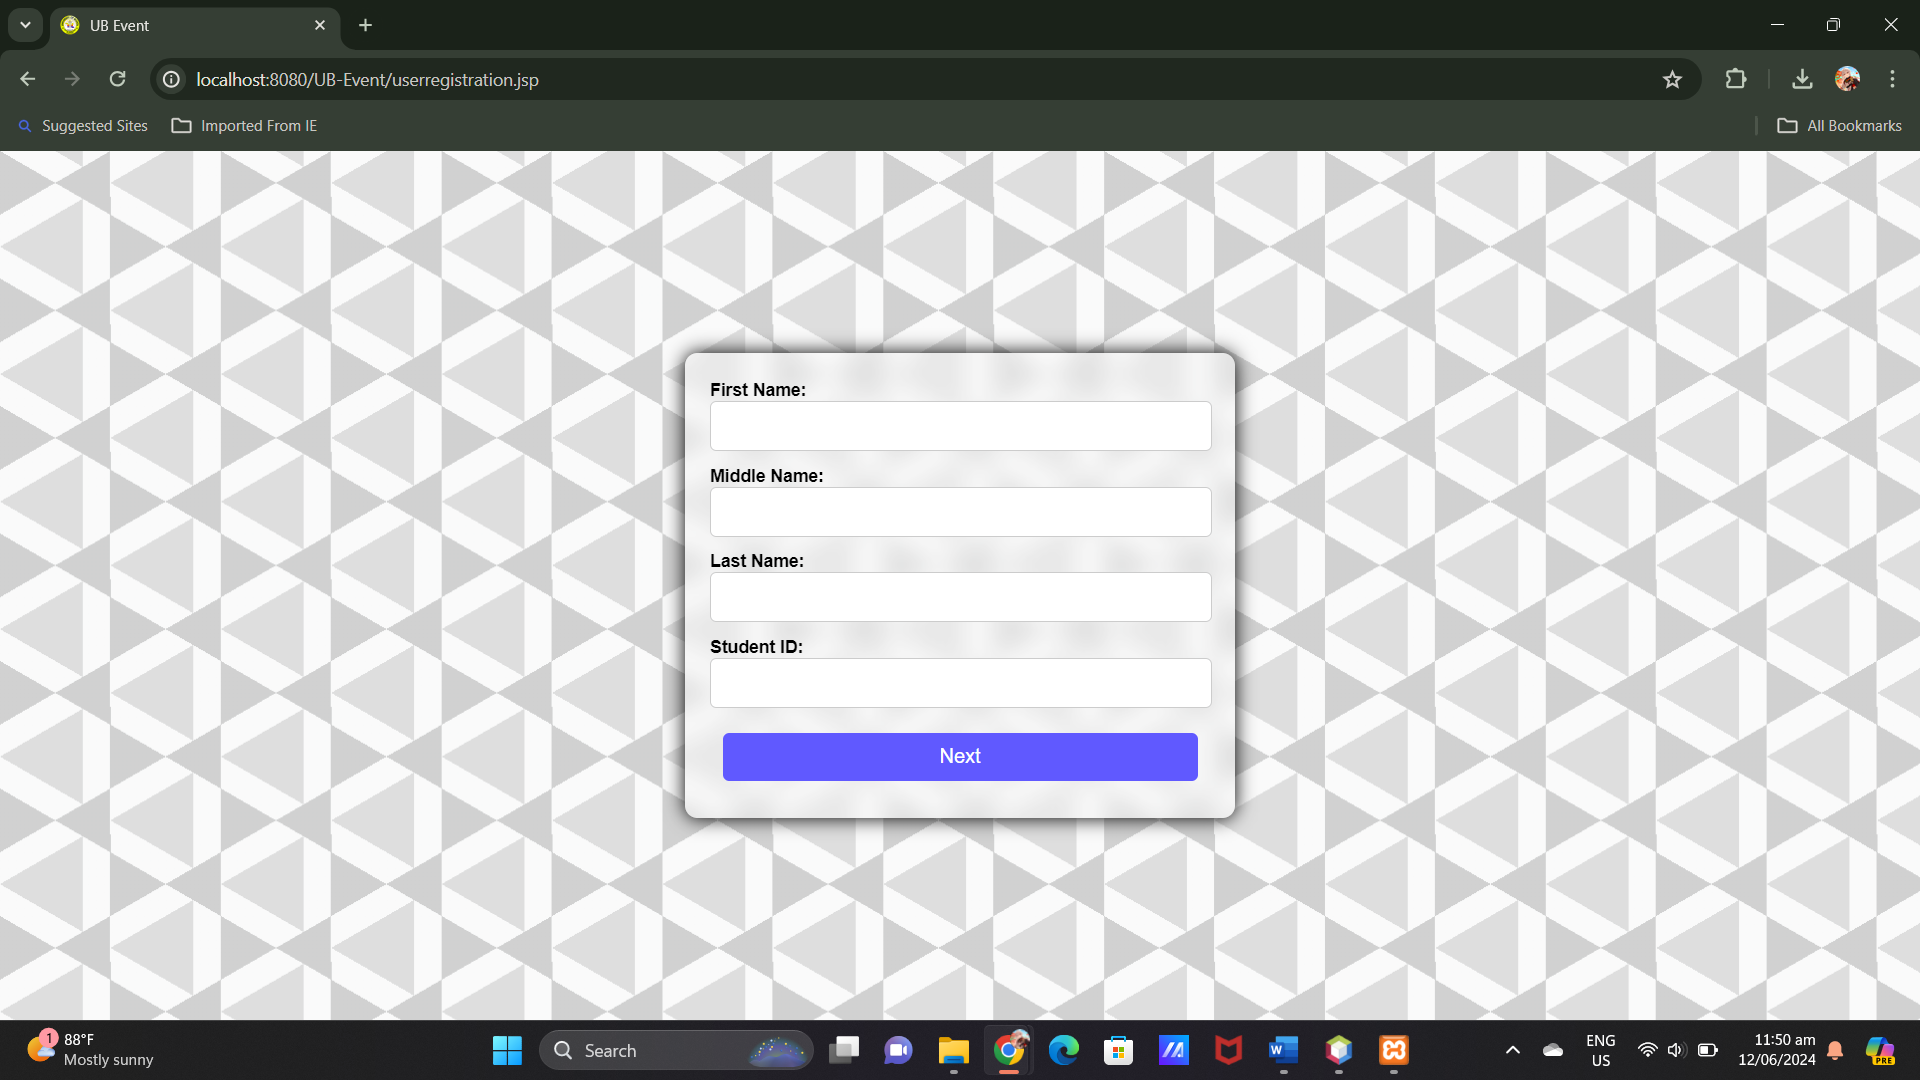 UB Event
localhost:8080/UB-Event/userregistration.jsp
Suggested Sites
Imported From IE
All Bookmarks
First Name:
Middle Name:
Last Name:
Student ID:
Next
1
88°F
Mostly sunny
Search
W
PRE
ENG
US
11:50 am
12/06/2024